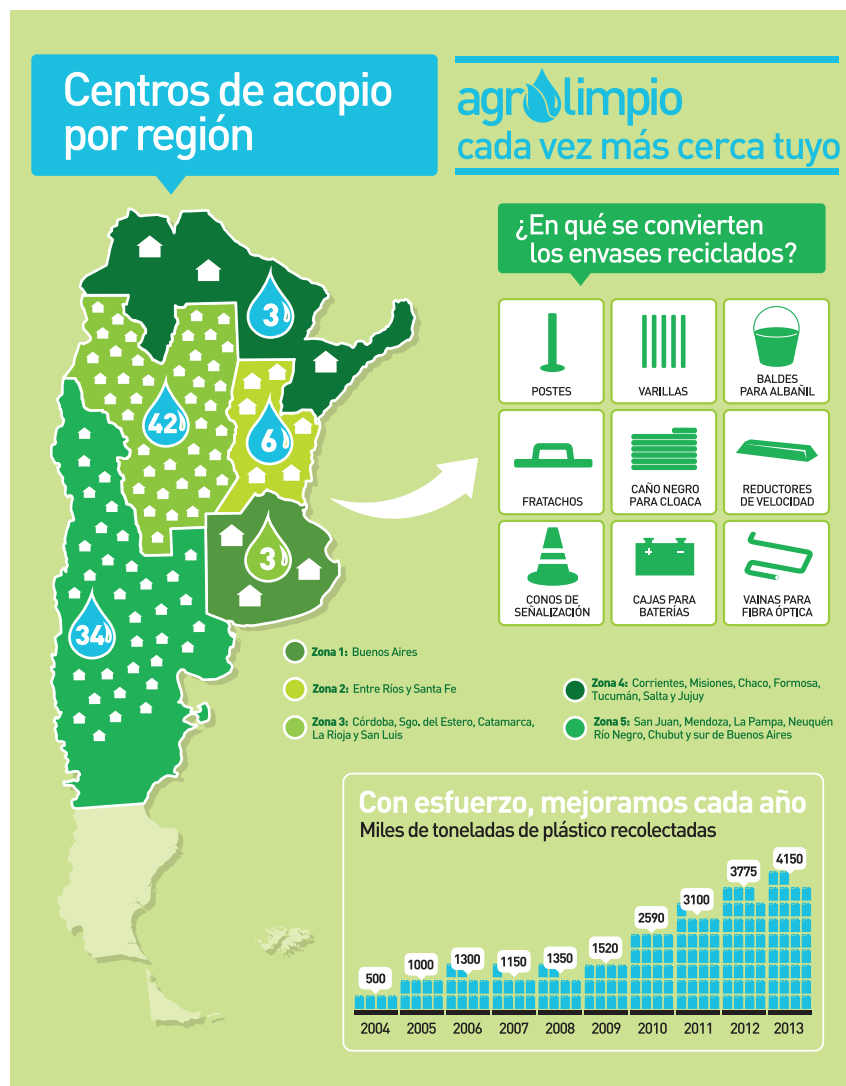 Centros de acopio
por región
agrolimpio
cada vez más cerca tuyo
¿En qué se convierten
los envases reciclados?
3
42
6
3
34
POSTES
VARILLAS
BALDES
PARA ALBAÑIL
FRATACHOS
CAÑO NEGRO
PARA CLOACA
REDUCTORES
DE VELOCIDAD
CONOS DE
SEÑALIZACIÓN
CAJAS PARA
BATERÍAS
VAINAS PARA
FIBRA ÓPTICA
Zona 1: Buenos Aires
Zona 2: Entre Ríos y Santa Fe
Zona 3: Córdoba, Sgo. del Estero, Catamarca,
La Rioja y San Luis
Zona 4: Corrientes, Misiones, Chaco, Formosa,
Tucumán, Salta y Jujuy
Zona 5: San Juan, Mendoza, La Pampa, Neuquén
Río Negro, Chubut y sur de Buenos Aires
Con esfuerzo, mejoramos cada año
Miles de toneladas de plástico recolectadas
500
1000
1300
1150
1350
1520
2590
3100
3775
4150
2004
2005
2006
2007
2008
2009
2010
2011
2012
2013